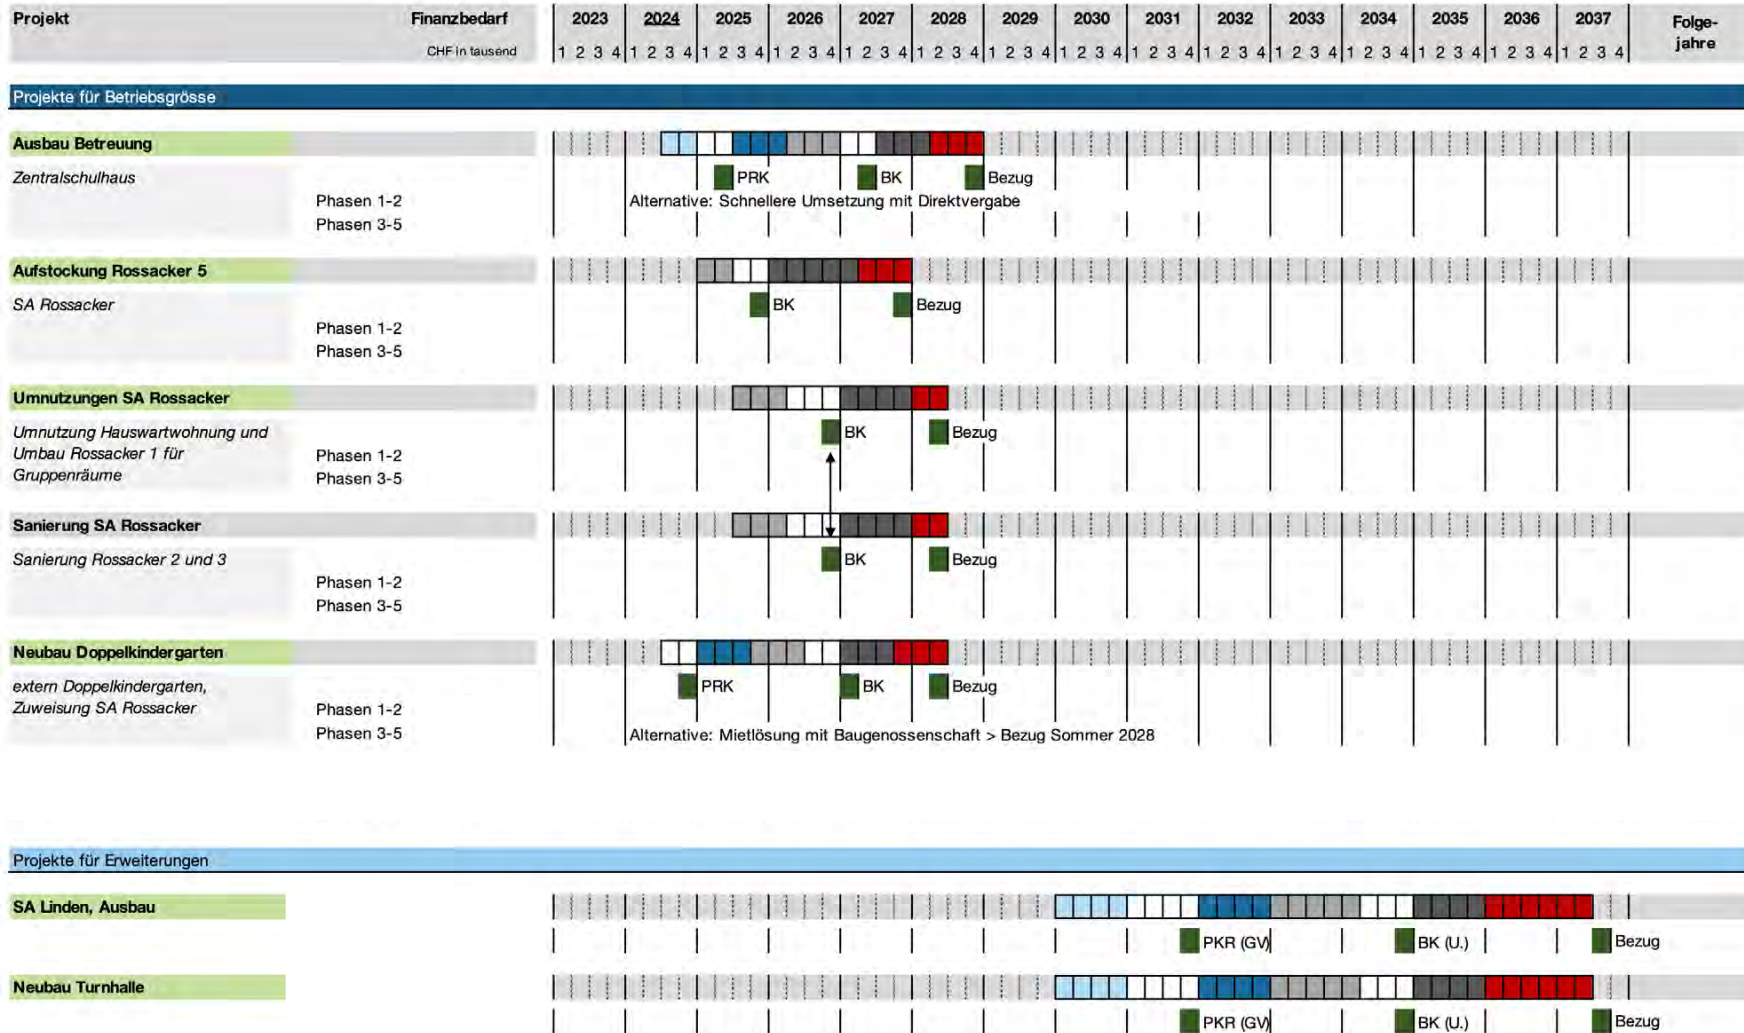 Projekt Finanzbedarf 2023 2024 2025 2026 2027 2028 2029 2030 2031 2032 2033 2034 2035 2036 2037 Folge-
CHF in tausend 1 2 3 4 1 2 3 4 1 2 3 4 1 2 3 4 1 2 3 4 1 2 3 4 1 2 3 4 1 2 3 4 1 2 3 4 1 2 3 4 1 2 3 4 1 2 3 4 1 2 3 4 1 2 3 4 1 2 3 4 jahre
Projekte für Betriebsgrösse
Ausbau Betreuung
Zentralschulhaus PRK BK Bezug
Phasen 1-2 Alternative: Schnellere Umsetzung mit Direktvergabe
Phasen 3-5
Aufstockung Rossacker 5
SA Rossacker BK Bezug
Phasen 1-2
Phasen 3-5
Umnutzungen SA Rossacker
Umnutzung Hauswartwohnung und BK Bezug
Umbau Rossacker 1 für Phasen 1-2
Gruppenräume Phasen 3-5
Sanierung SA Rossacker
Sanierung Rossacker 2 und 3 BK Bezug
Phasen 1-2
Phasen 3-5
Neubau Doppelkindergarten
extern Doppelkindergarten, PRK BK Bezug
Zuweisung SA Rossacker Phasen 1-2
Phasen 3-5 Alternative: Mietlösung mit Baugenossenschaft > Bezug Sommer 2028
Projekte für Erweiterungen
SA Linden, Ausbau
PKR (GV) BK (U.) Bezug
Neubau Turnhalle
PKR (GV) BK (U.) Bezug